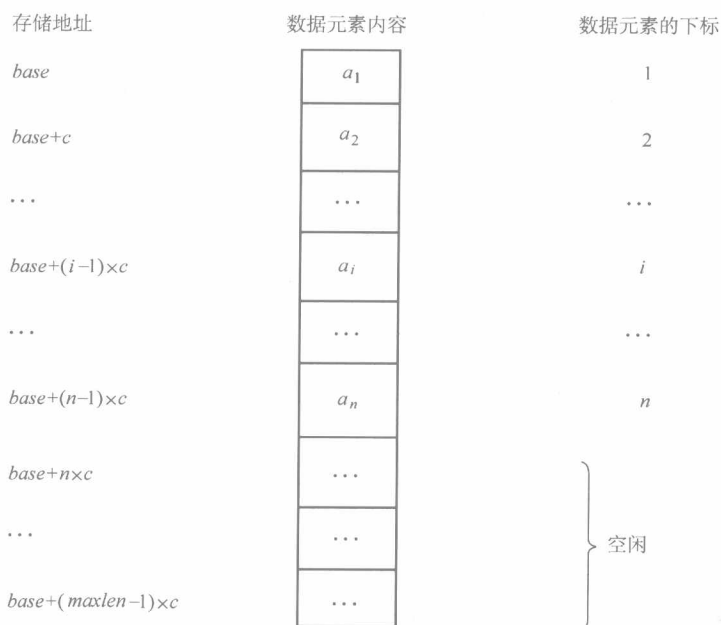 存储地址 数据元素内容 数据元素的下标
base a1 1
base+c a2 2
… … …
base+(i−1)×c ai i
… … …
base+(n−1)×c an n
base+n×c …
… … 空闲
base+(maxlen−1)×c …